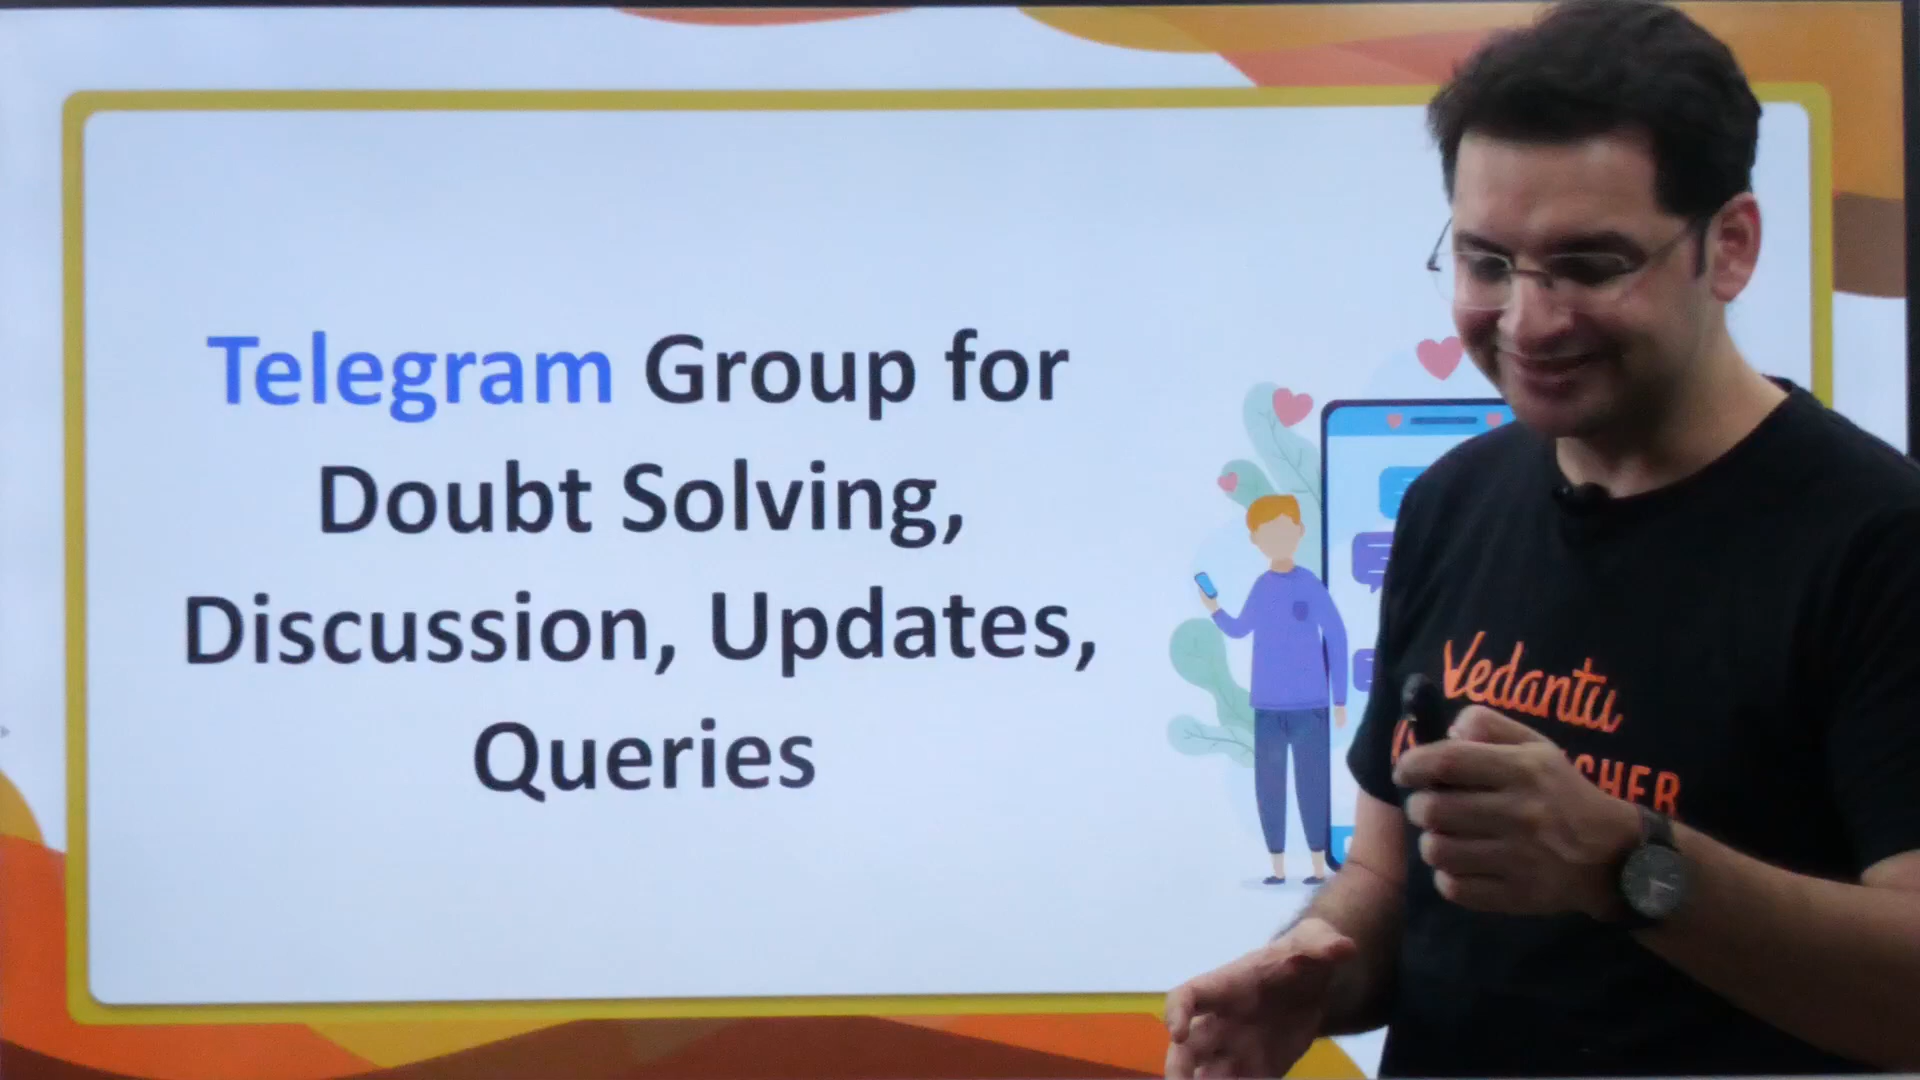 Telegram Group for
Doubt Solving,
Discussion, Updates,
Queries
Vedantu